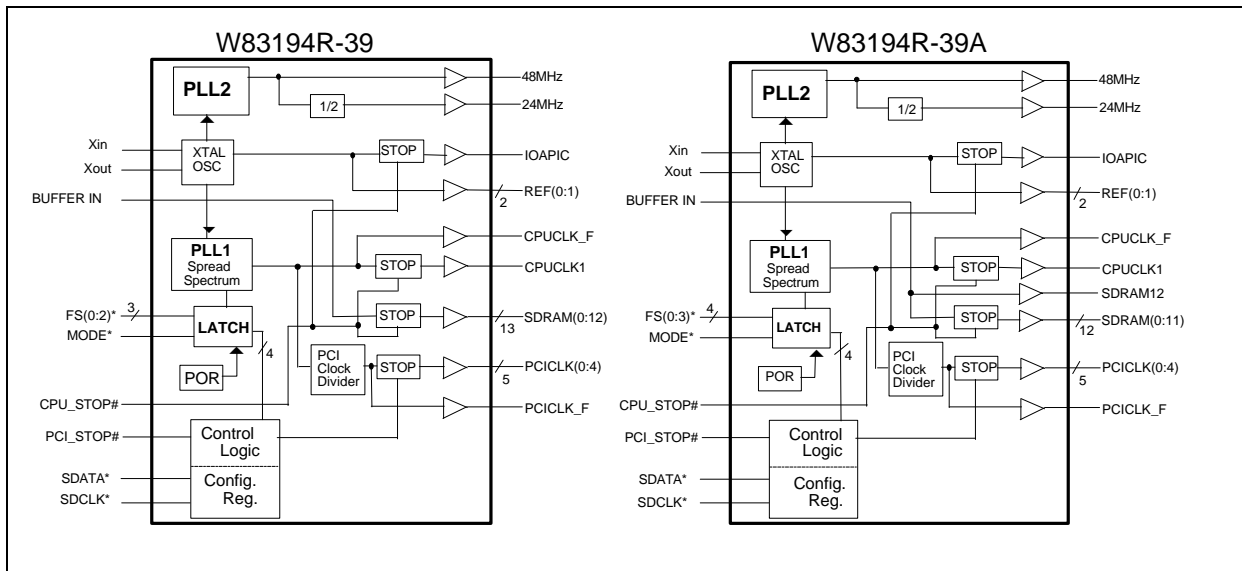 W83194R-39
PLL2
48MHz
1/2
24MHz
Xin
XTAL
OSC
STOP
IOAPIC
Xout
REF(0:1)
2
BUFFER IN
PLL1
Spread
Spectrum
CPUCLK_F
STOP
CPUCLK1
FS(0:2)*
3
LATCH
STOP
SDRAM(0:12)
13
MODE*
4
POR
PCI
Clock
Divider
STOP
PCICLK(0:4)
5
CPU_STOP#
PCICLK_F
PCI_STOP#
Control
Logic
SDATA*
Config.
Reg.
SDCLK*
W83194R-39A
PLL2
48MHz
1/2
24MHz
Xin
XTAL
OSC
STOP
IOAPIC
Xout
REF(0:1)
2
BUFFER IN
PLL1
Spread
Spectrum
CPUCLK_F
STOP
CPUCLK1
SDRAM12
FS(0:3)*
4
LATCH
STOP
SDRAM(0:11)
12
MODE*
4
POR
PCI
Clock
Divider
STOP
PCICLK(0:4)
5
CPU_STOP#
PCICLK_F
PCI_STOP#
Control
Logic
SDATA*
Config.
Reg.
SDCLK*